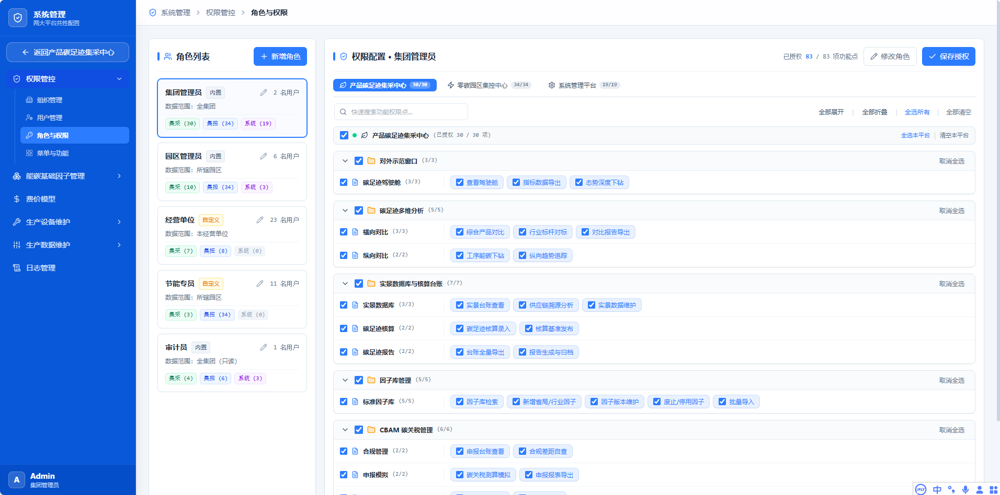 系统管理
两大平台共性配置
返回产品碳足迹集采中心
权限管控
组织管理
用户管理
角色与权限
菜单与功能
能碳基础因子管理
费价模型
生产设备维护
生产数据维护
日志管理
A
Admin
集团管理员
系统管理 > 权限管控 > 角色与权限
角色列表
新增角色
集团管理员 内置 2 名用户
数据范围: 全集团
集采 (30) 集控 (34) 系统 (19)
园区管理员 内置 6 名用户
数据范围: 所辖园区
集采 (10) 集控 (34) 系统 (3)
经营单位 自定义 23 名用户
数据范围: 本经营单位
集采 (7) 集控 (8) 系统 (0)
节能专员 自定义 11 名用户
数据范围: 所辖园区
集采 (3) 集控 (34) 系统 (0)
审计员 内置 1 名用户
数据范围: 全集团 (只读)
集采 (4) 集控 (6) 系统 (3)
权限配置 • 集团管理员
已授权 83 / 83 项功能点
修改角色
保存授权
产品碳足迹集采中心 30/30 零碳园区集控中心 34/34 系统管理平台 19/19
快速搜索功能权限点...
全部展开 | 全部折叠 | 全选所有 | 全部清空
产品碳足迹集采中心 (已授权 30 / 30 项) 全选本平台 | 清空本平台
对外示范窗口 (3/3) 取消全选
碳足迹驾驶舱 (3/3) 查看驾驶舱 指标数据导出 态势深度下钻
碳足迹多维分析 (5/5) 取消全选
横向对比 (3/3) 综合产品对比 行业标杆对标 对比报告导出
纵向对比 (2/2) 工序能碳下钻 纵向趋势追踪
实景数据库与核算台账 (7/7) 取消全选
实景数据库 (3/3) 实景台账查看 供应链溯源分析 实景数据维护
碳足迹核算 (2/2) 碳足迹核算录入 核算基准发布
碳足迹报告 (2/2) 台账全量导出 报告生成与归档
因子库管理 (5/5) 取消全选
标准因子库 (5/5) 因子库检索 新增省局/行业因子 因子版本维护 废止/停用因子 批量导入
CBAM 碳关税管理 (6/6) 取消全选
合规管理 (2/2) 申报台账查看 合规差距自查
申报模拟 (2/2) 碳关税测算模拟 申报报表导出
iFLY 中